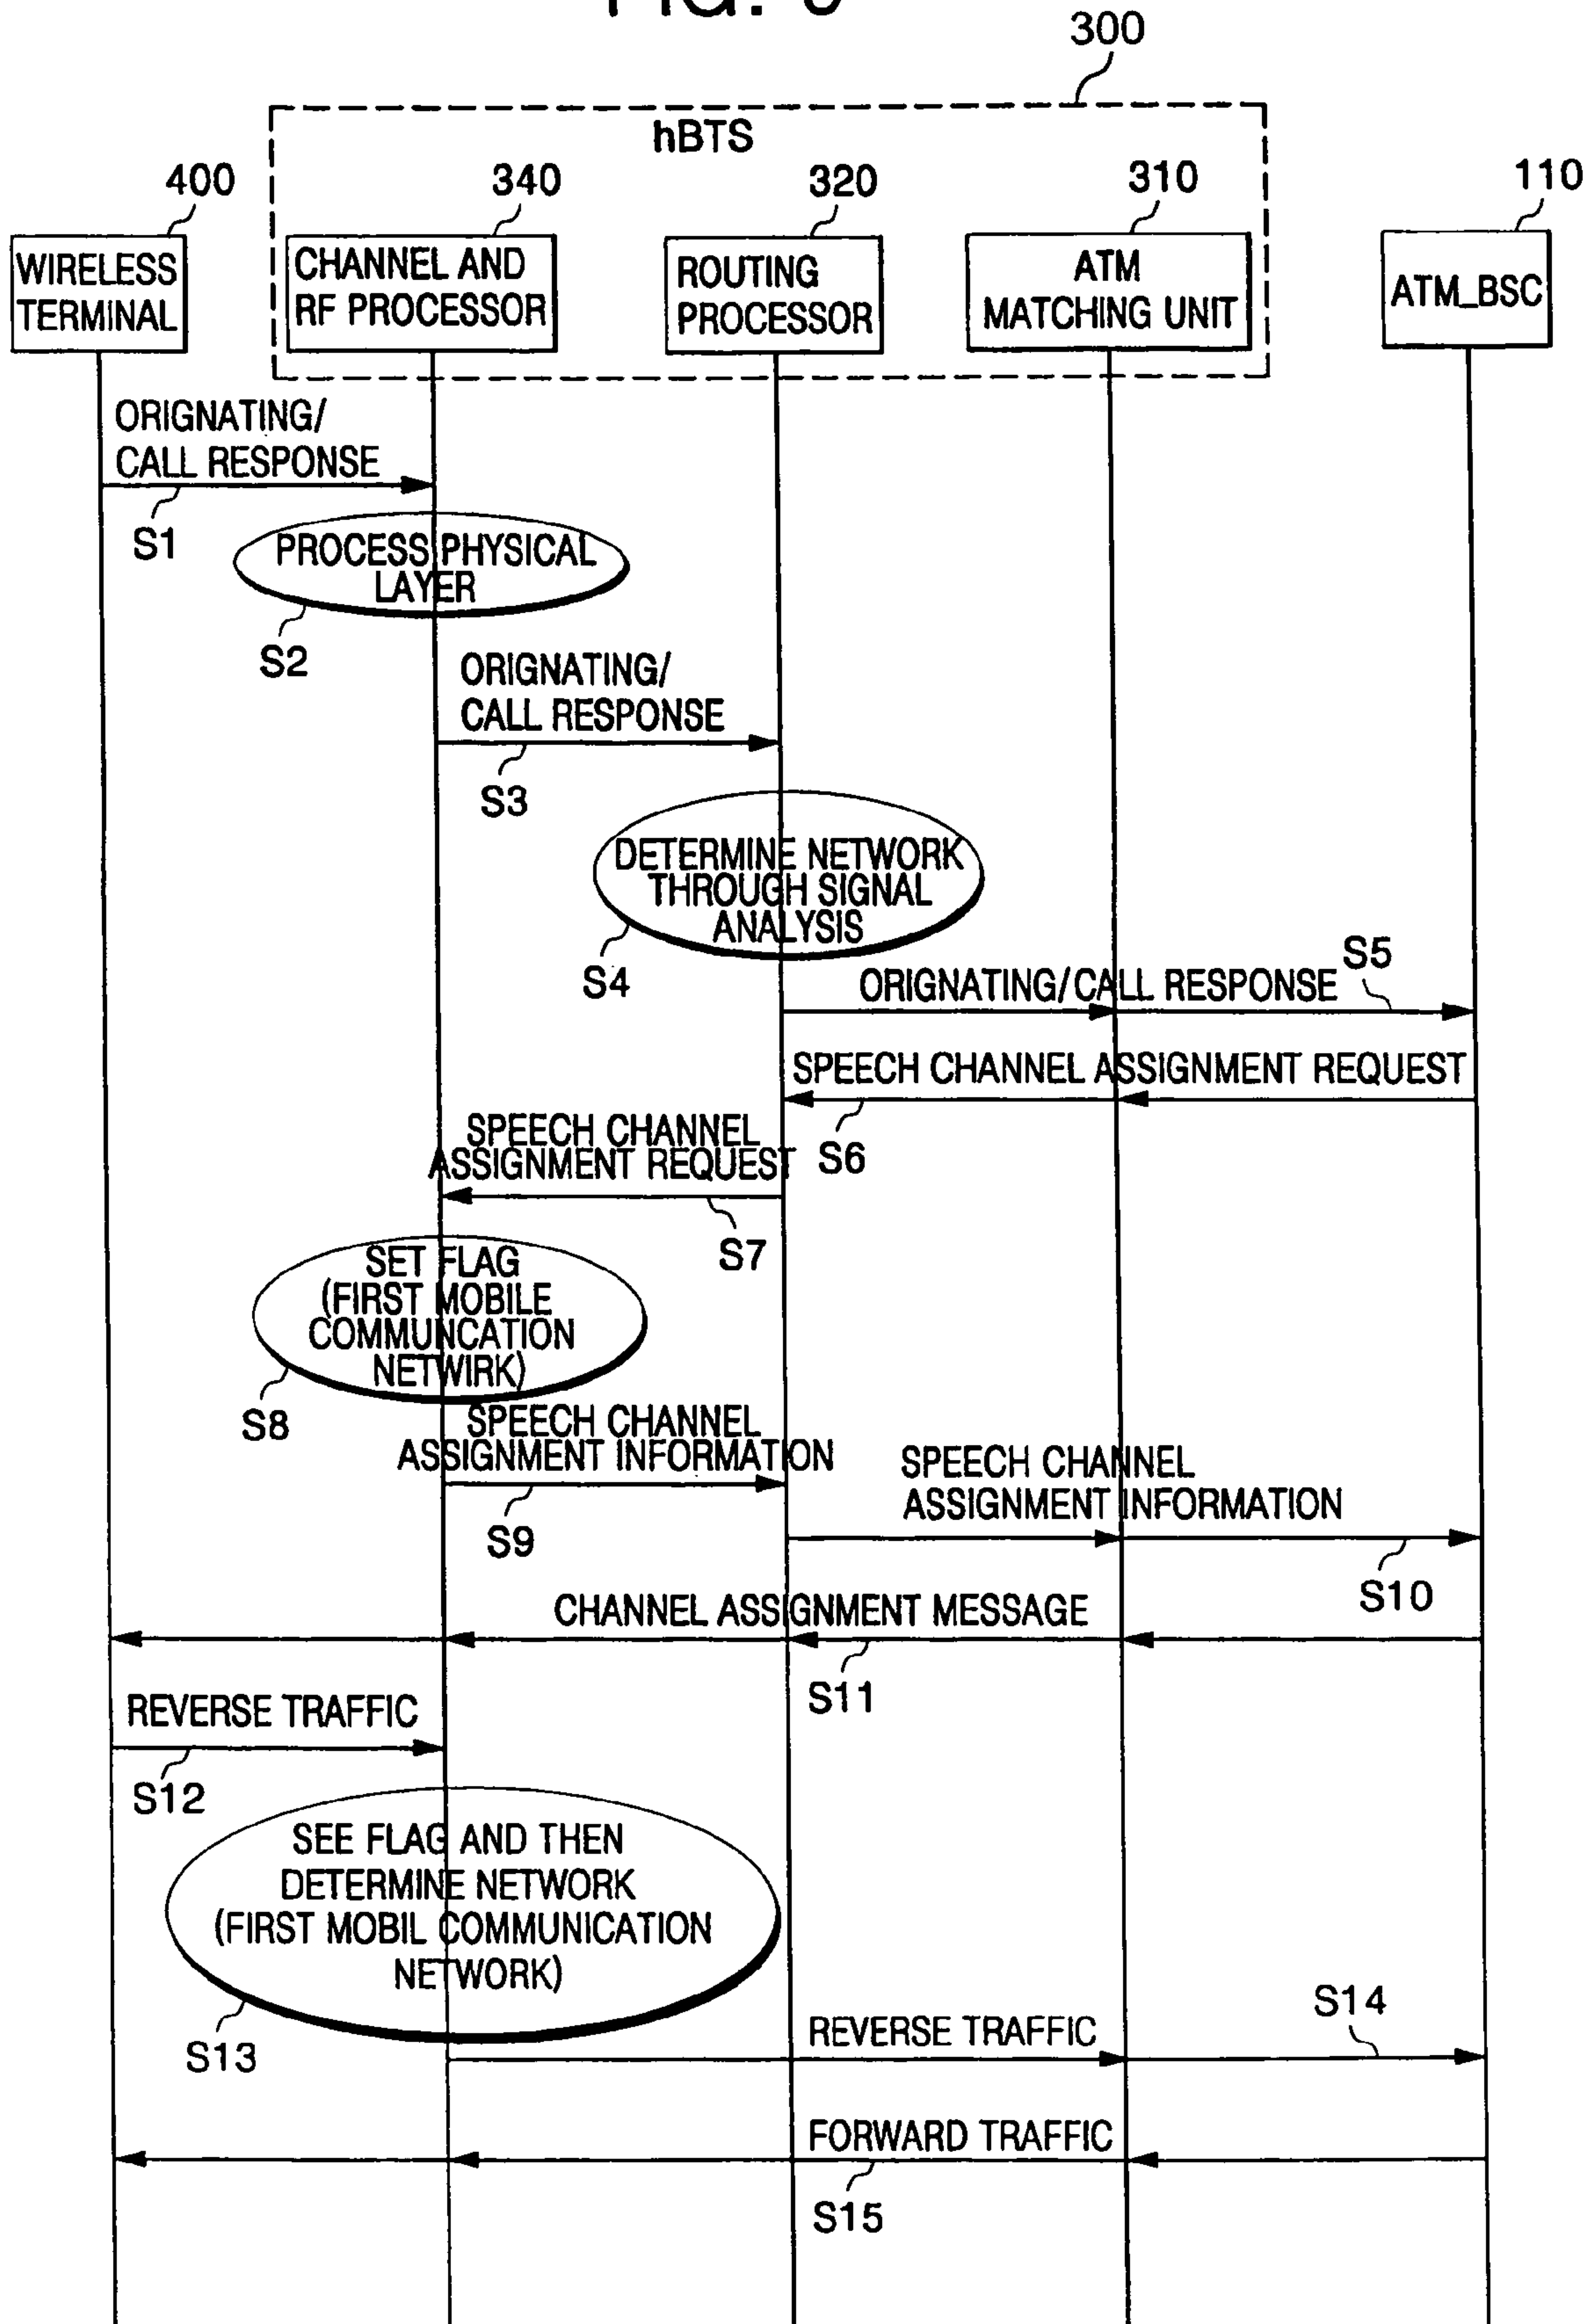 300
hBTS
400
340
320
310
110
WIRELESS
TERMINAL
CHANNEL AND
RF PROCESSOR
ROUTING
PROCESSOR
ATM
MATCHING UNIT
ATM_BSC
ORIGNATING/
CALL RESPONSE
S1
PROCESS PHYSICAL
LAYER
S2
ORIGNATING/
CALL RESPONSE
S3
DETERMINE NETWORK
THROUGH SIGNAL
ANALYSIS
S4
ORIGNATING/CALL RESPONSE
S5
SPEECH CHANNEL ASSIGNMENT REQUEST
S6
SPEECH CHANNEL
ASSIGNMENT REQUEST
S7
SET FLAG
(FIRST MOBILE
COMMUNCATION
NETWIRK)
S8
SPEECH CHANNEL
ASSIGNMENT INFORMATION
S9
SPEECH CHANNEL
ASSIGNMENT INFORMATION
S10
CHANNEL ASSIGNMENT MESSAGE
S11
REVERSE TRAFFIC
S12
SEE FLAG AND THEN
DETERMINE NETWORK
(FIRST MOBIL COMMUNICATION
NETWORK)
S13
REVERSE TRAFFIC
S14
FORWARD TRAFFIC
S15